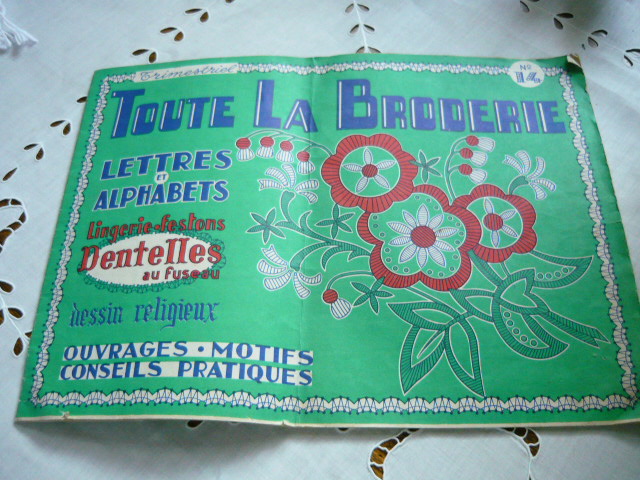 Trimestriel
Nº
14
TOUTE LA BRODERIE
LETTRES
ET
ALPHABETS
Lingerie-festons
Dentelles
au fuseau
dessin religieux
OUVRAGES • MOTIFS
CONSEILS PRATIQUES